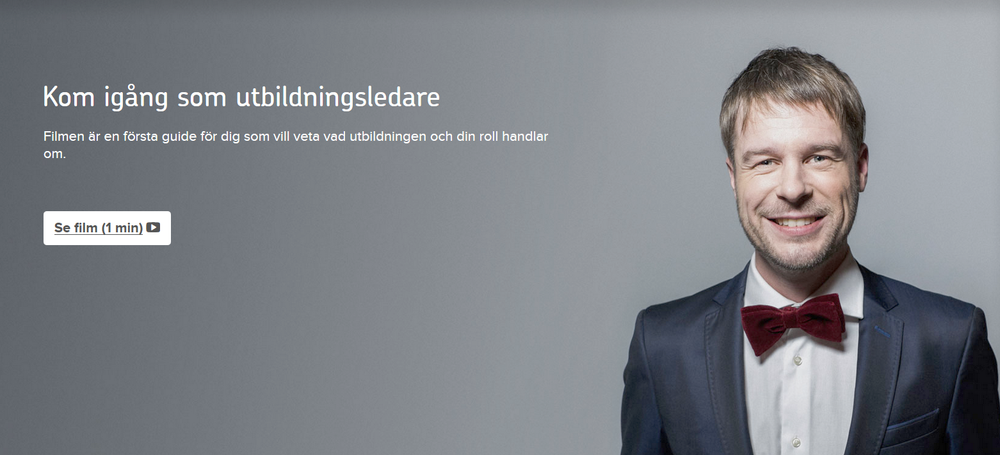 Kom igång som utbildningsledare
Filmen är en första guide för dig som vill veta vad utbildningen och din roll handlar
om.
Se film (1 min)